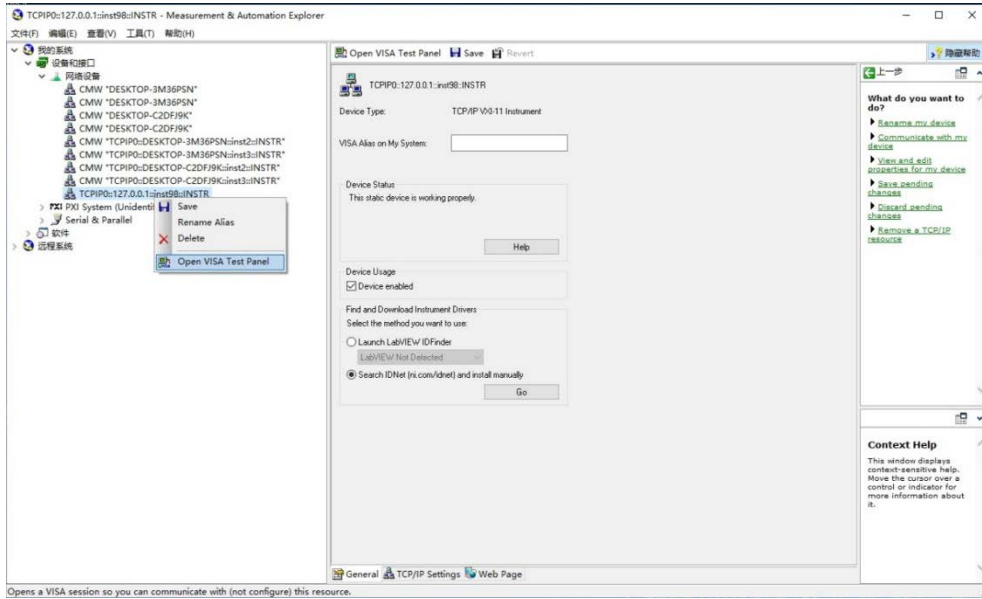 TCPIP0::127.0.0.1::inst98::INSTR - Measurement & Automation Explorer
文件(F) 编辑(E) 查看(V) 工具(T) 帮助(H)
我的系统
设备和接口
网络设备
CMW "DESKTOP-3M36PSN"
CMW "DESKTOP-3M36PSN"
CMW "DESKTOP-C2DFJ9K"
CMW "DESKTOP-C2DFJ9K"
CMW "TCPIP0::DESKTOP-3M36PSN::inst2::INSTR"
CMW "TCPIP0::DESKTOP-3M36PSN::inst3::INSTR"
CMW "TCPIP0::DESKTOP-C2DFJ9K::inst2::INSTR"
CMW "TCPIP0::DESKTOP-C2DFJ9K::inst3::INSTR"
TCPIP0::127.0.0.1::inst98::INSTR
PXI PXI System (Unidenti
Serial & Parallel
软件
远程系统
Save
Rename Alias
Delete
Open VISA Test Panel
Open VISA Test Panel Save Revert
TCPIP0::127.0.0.1::inst98::INSTR
Device Type: TCP/IP VXI-11 Instrument
VISA Alias on My System:
Device Status
This static device is working properly.
Help
Device Usage
Device enabled
Find and Download Instrument Drivers
Select the method you want to use:
Launch LabVIEW IDFinder
LabVIEW Not Detected
Search IDNet (ni.com/idnet) and install manually
Go
General TCP/IP Settings Web Page
隐藏帮助
上一步
What do you want to
do?
Rename my device
Communicate with my
device
View and edit
properties for my device
Save pending
changes
Discard pending
changes
Remove a TCP/IP
resource
Context Help
This window displays
context-sensitive help.
Move the cursor over a
control or indicator for
more information about
it.
Opens a VISA session so you can communicate with (not configure) this resource.